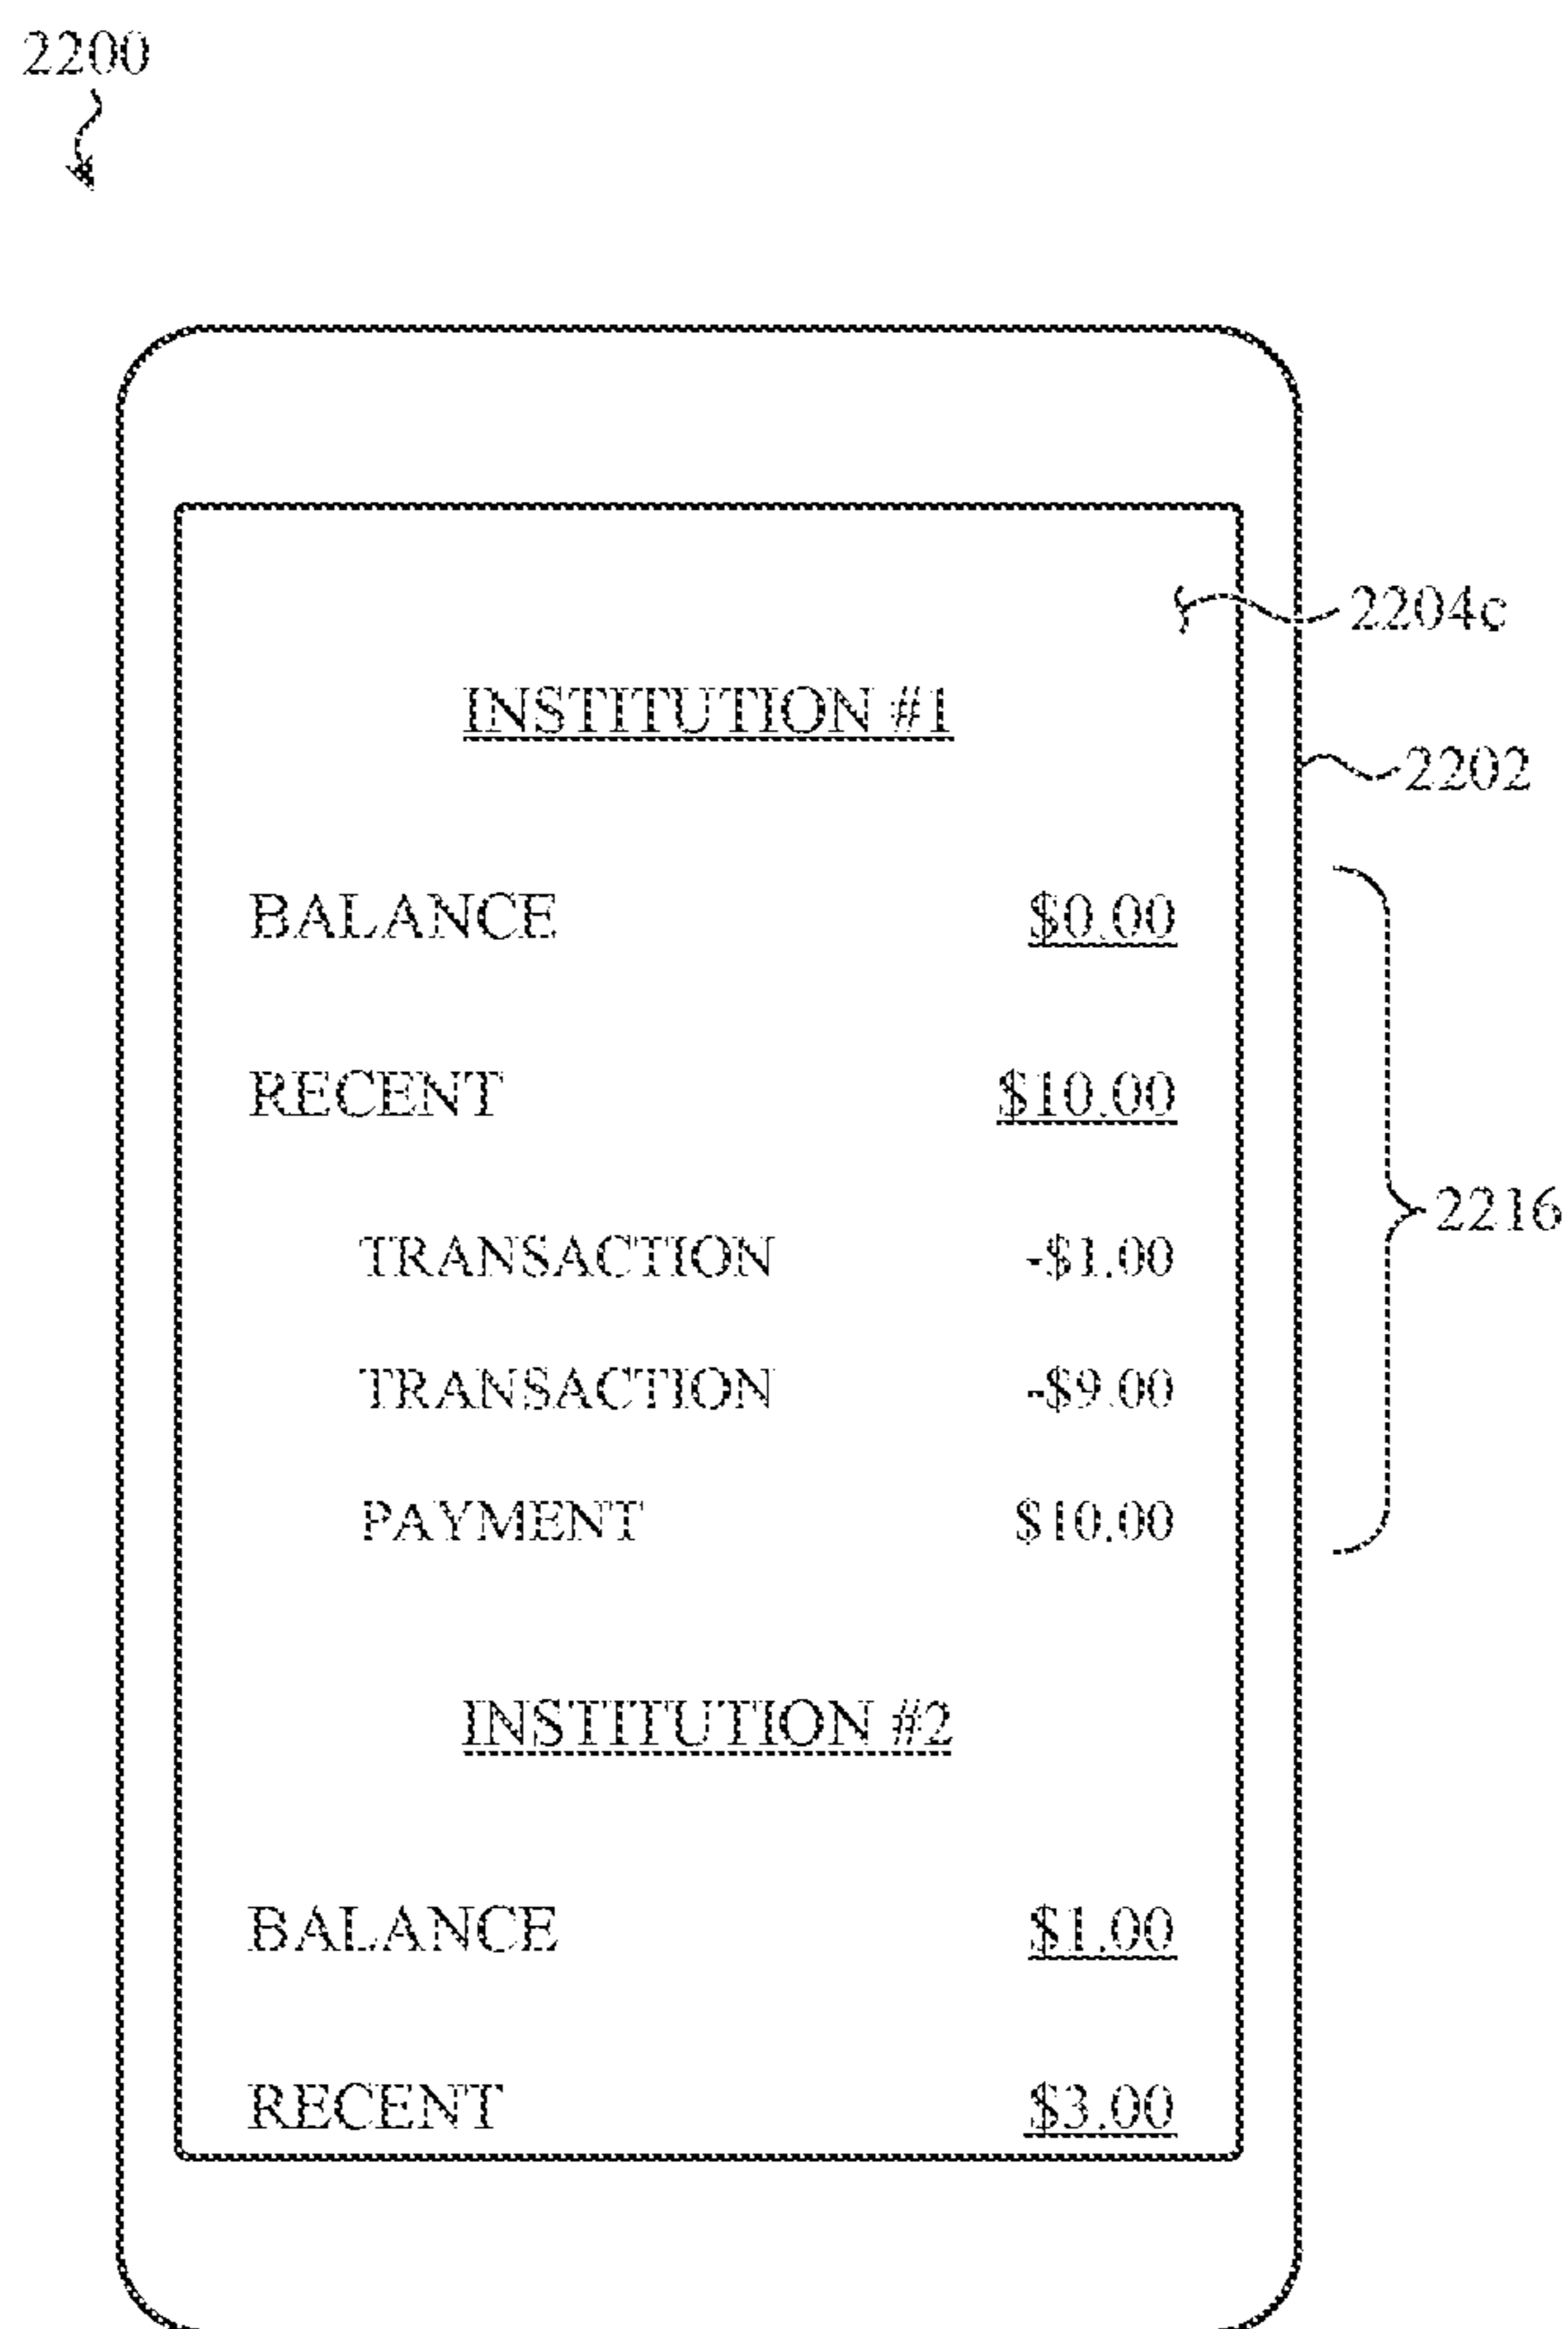 2200
2204c
INSTITUTION #1
2202
BALANCE $0.00
RECENT $10.00
TRANSACTION -$1.00
2216
TRANSACTION -$9.00
PAYMENT $10.00
INSTITUTION #2
BALANCE $1.00
RECENT $3.00